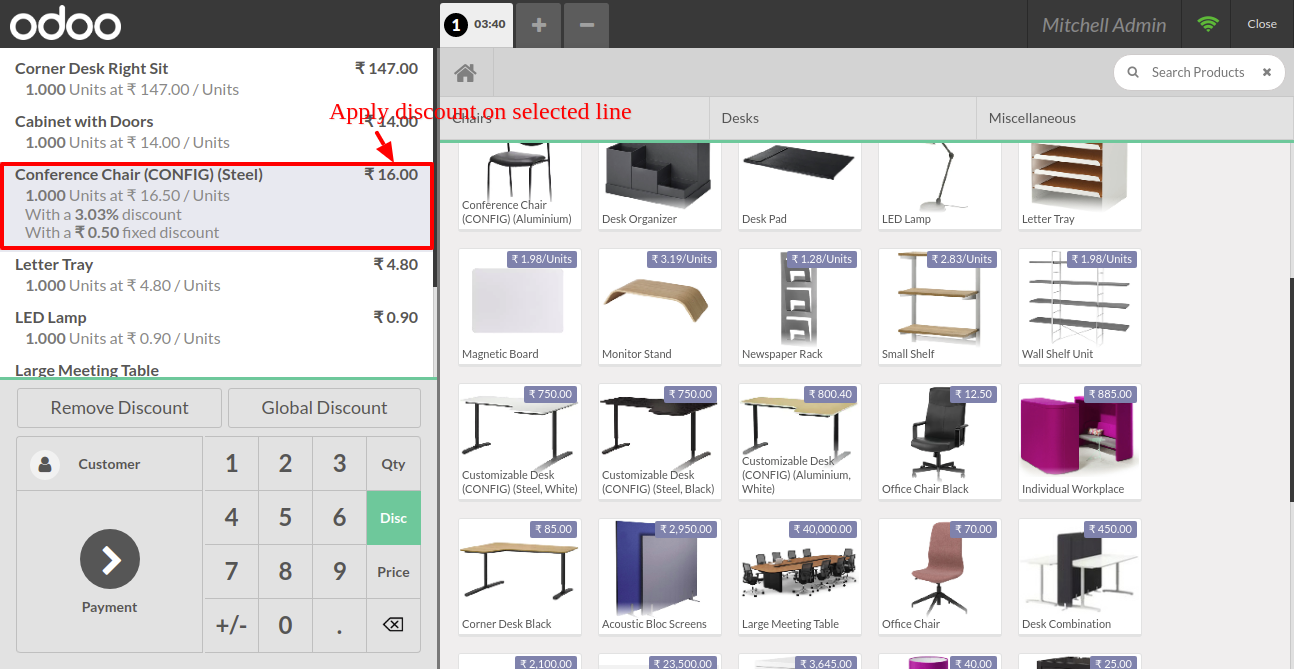 odoo
1 03:40
+
−
Mitchell Admin
Close
Search Products
Corner Desk Right Sit ₹ 147.00
1.000 Units at ₹ 147.00 / Units
Cabinet with Doors ₹ 14.00
1.000 Units at ₹ 14.00 / Units
Conference Chair (CONFIG) (Steel) ₹ 16.00
1.000 Units at ₹ 16.50 / Units
With a 3.03% discount
With a ₹ 0.50 fixed discount
Letter Tray ₹ 4.80
1.000 Units at ₹ 4.80 / Units
LED Lamp ₹ 0.90
1.000 Units at ₹ 0.90 / Units
Large Meeting Table
Apply discount on selected line
Remove Discount
Global Discount
Customer
Payment
1 2 3 Qty
4 5 6 Disc
7 8 9 Price
+/- 0 .
Chairs
Desks
Miscellaneous
Conference Chair
(CONFIG) (Aluminium)
Desk Organizer
Desk Pad
LED Lamp
Letter Tray
₹ 1.98/Units
Magnetic Board
₹ 3.19/Units
Monitor Stand
₹ 1.28/Units
Newspaper Rack
₹ 2.83/Units
Small Shelf
₹ 1.98/Units
Wall Shelf Unit
₹ 750.00
Customizable Desk
(CONFIG) (Steel, White)
₹ 750.00
Customizable Desk
(CONFIG) (Steel, Black)
₹ 800.40
Customizable Desk
(CONFIG) (Aluminium,
White)
₹ 12.50
Office Chair Black
₹ 885.00
Individual Workplace
₹ 85.00
Corner Desk Black
₹ 2,950.00
Acoustic Bloc Screens
₹ 40,000.00
Large Meeting Table
₹ 70.00
Office Chair
₹ 450.00
Desk Combination
₹ 2,100.00
₹ 23,500.00
₹ 3,645.00
₹ 40.00
₹ 25.00